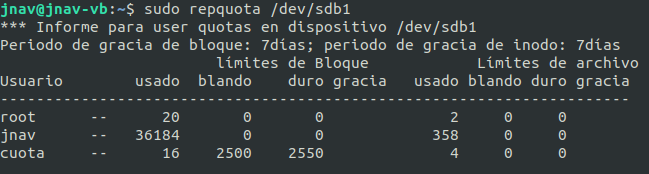 jnav@jnav-vb:~$ sudo repquota /dev/sdb1
*** Informe para user quotas en dispositivo /dev/sdb1
Periodo de gracia de bloque: 7días; periodo de gracia de inodo: 7días
límites de Bloque Límites de archivo
Usuario usado blando duro gracia usado blando duro gracia
----------------------------------------------------------------------
root -- 20 0 0 2 0 0
jnav -- 36184 0 0 358 0 0
cuota -- 16 2500 2550 4 0 0